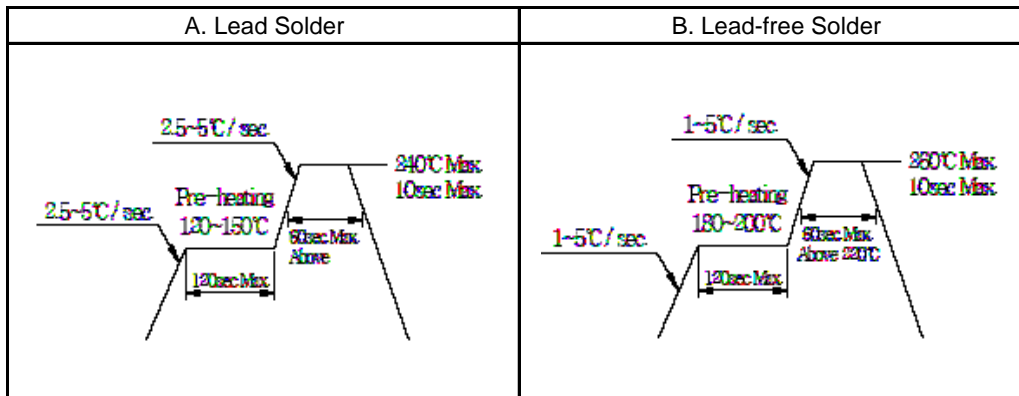 A. Lead Solder
B. Lead-free Solder
2.5~5℃/ sec.
2.5~5℃/ sec.
Pre-heating
120~150℃
120sec Max.
60sec Max.
Above
240℃ Max.
10sec Max.
1~5℃/ sec.
1~5℃/ sec.
Pre-heating
180~200℃
120sec Max.
60sec Max.
Above 220℃
260℃ Max.
10sec Max.